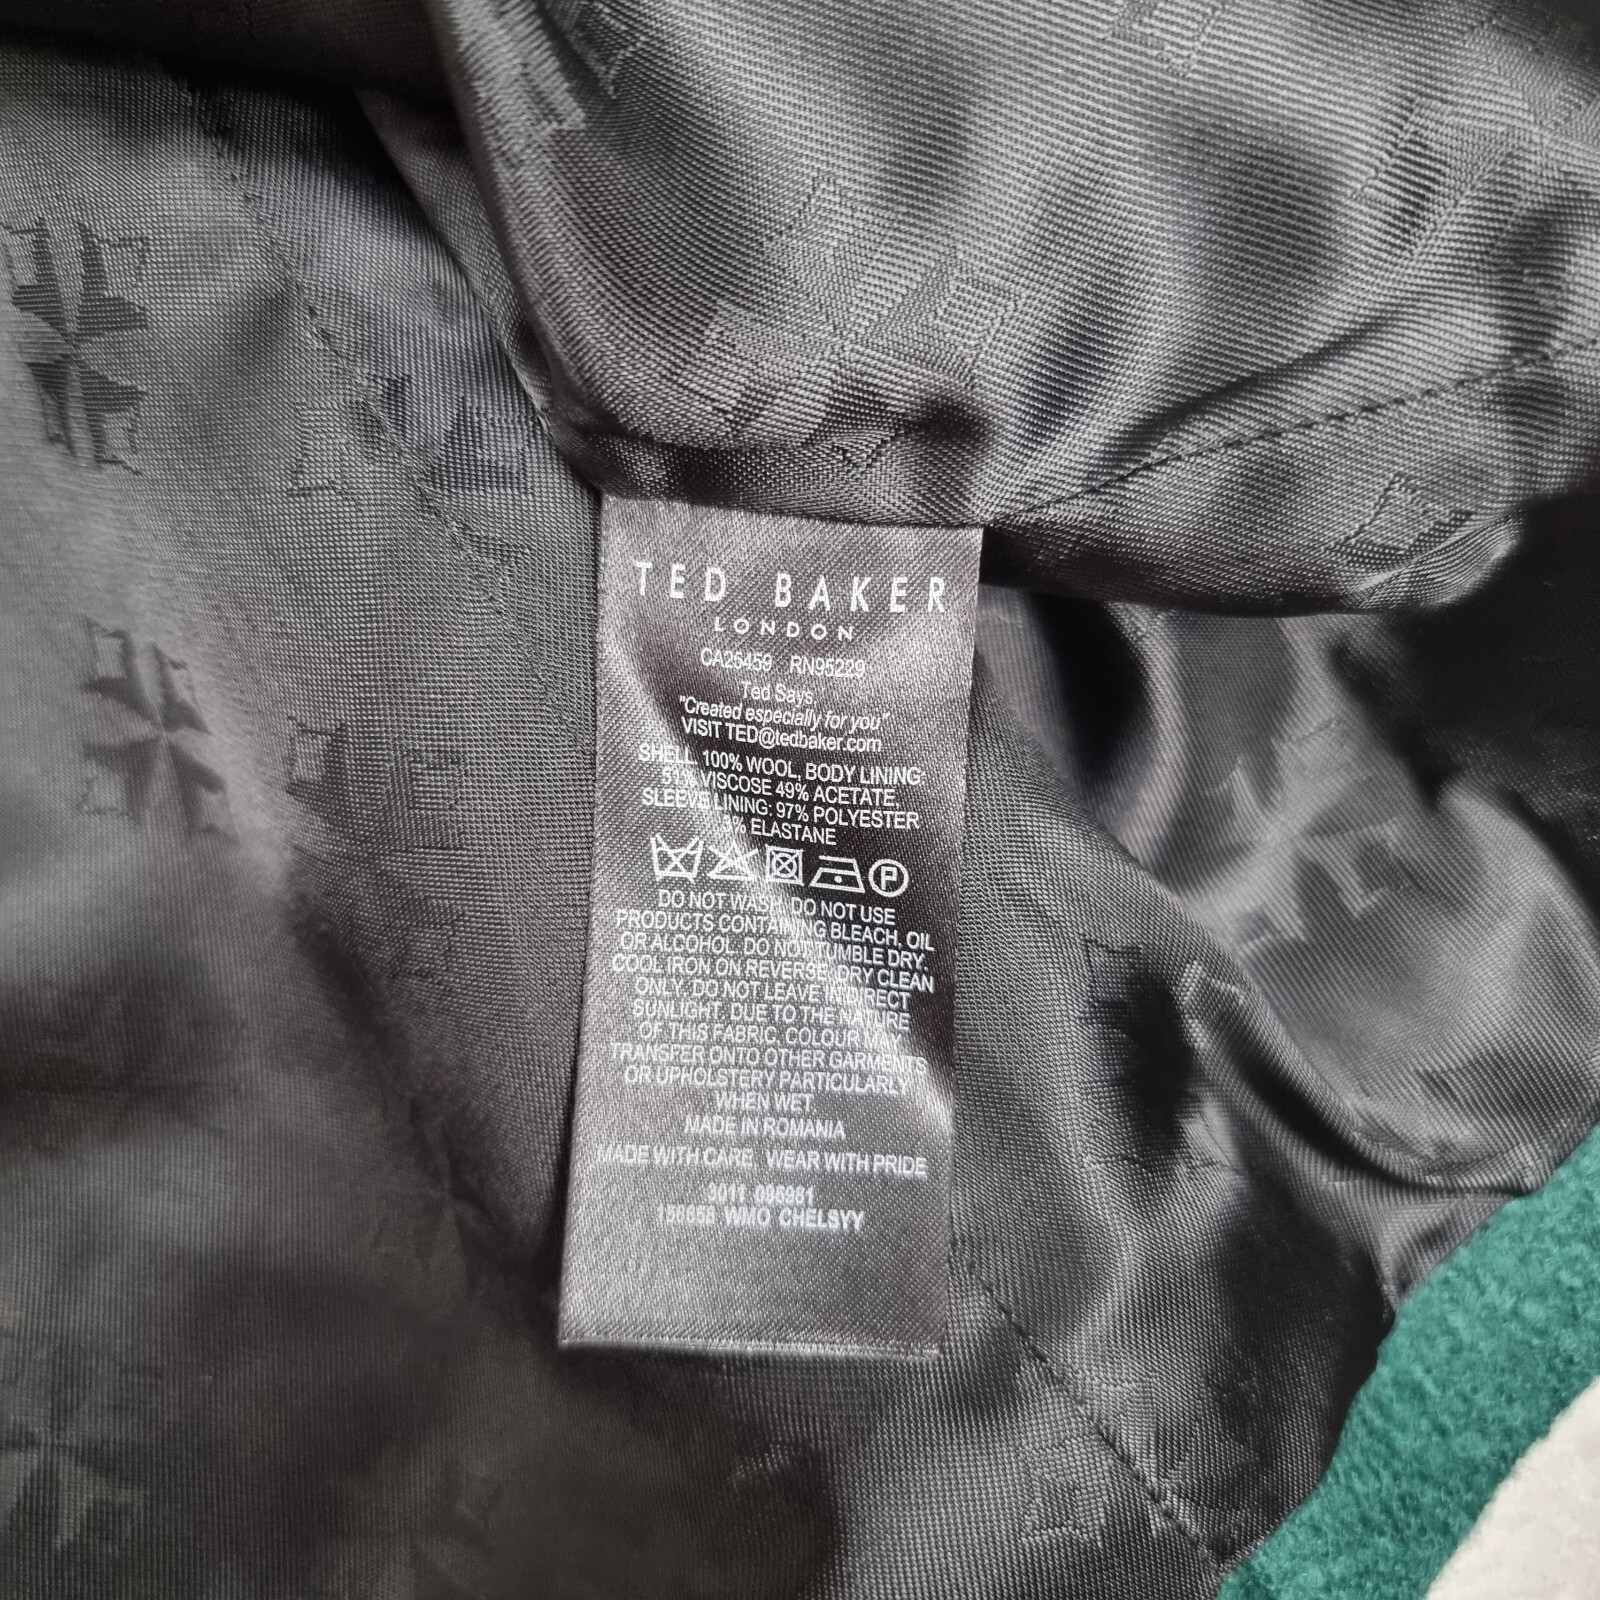 TED BAKER
LONDON
CA25459 RN95229
Ted Says
"Created especially for you"
VISIT TED@tedbaker.com
SHELL: 100% WOOL, BODY LINING:
51% VISCOSE 49% ACETATE,
SLEEVE LINING: 97% POLYESTER
3% ELASTANE
P
DO NOT WASH. DO NOT USE
PRODUCTS CONTAINING BLEACH, OIL
OR ALCOHOL. DO NOT TUMBLE DRY.
COOL IRON ON REVERSE. DRY CLEAN
ONLY. DO NOT LEAVE IN DIRECT
SUNLIGHT. DUE TO THE NATURE
OF THIS FABRIC, COLOUR MAY
TRANSFER ONTO OTHER GARMENTS
OR UPHOLSTERY PARTICULARLY
WHEN WET.
MADE IN ROMANIA
MADE WITH CARE, WEAR WITH PRIDE
3011
WMO CHELSYY